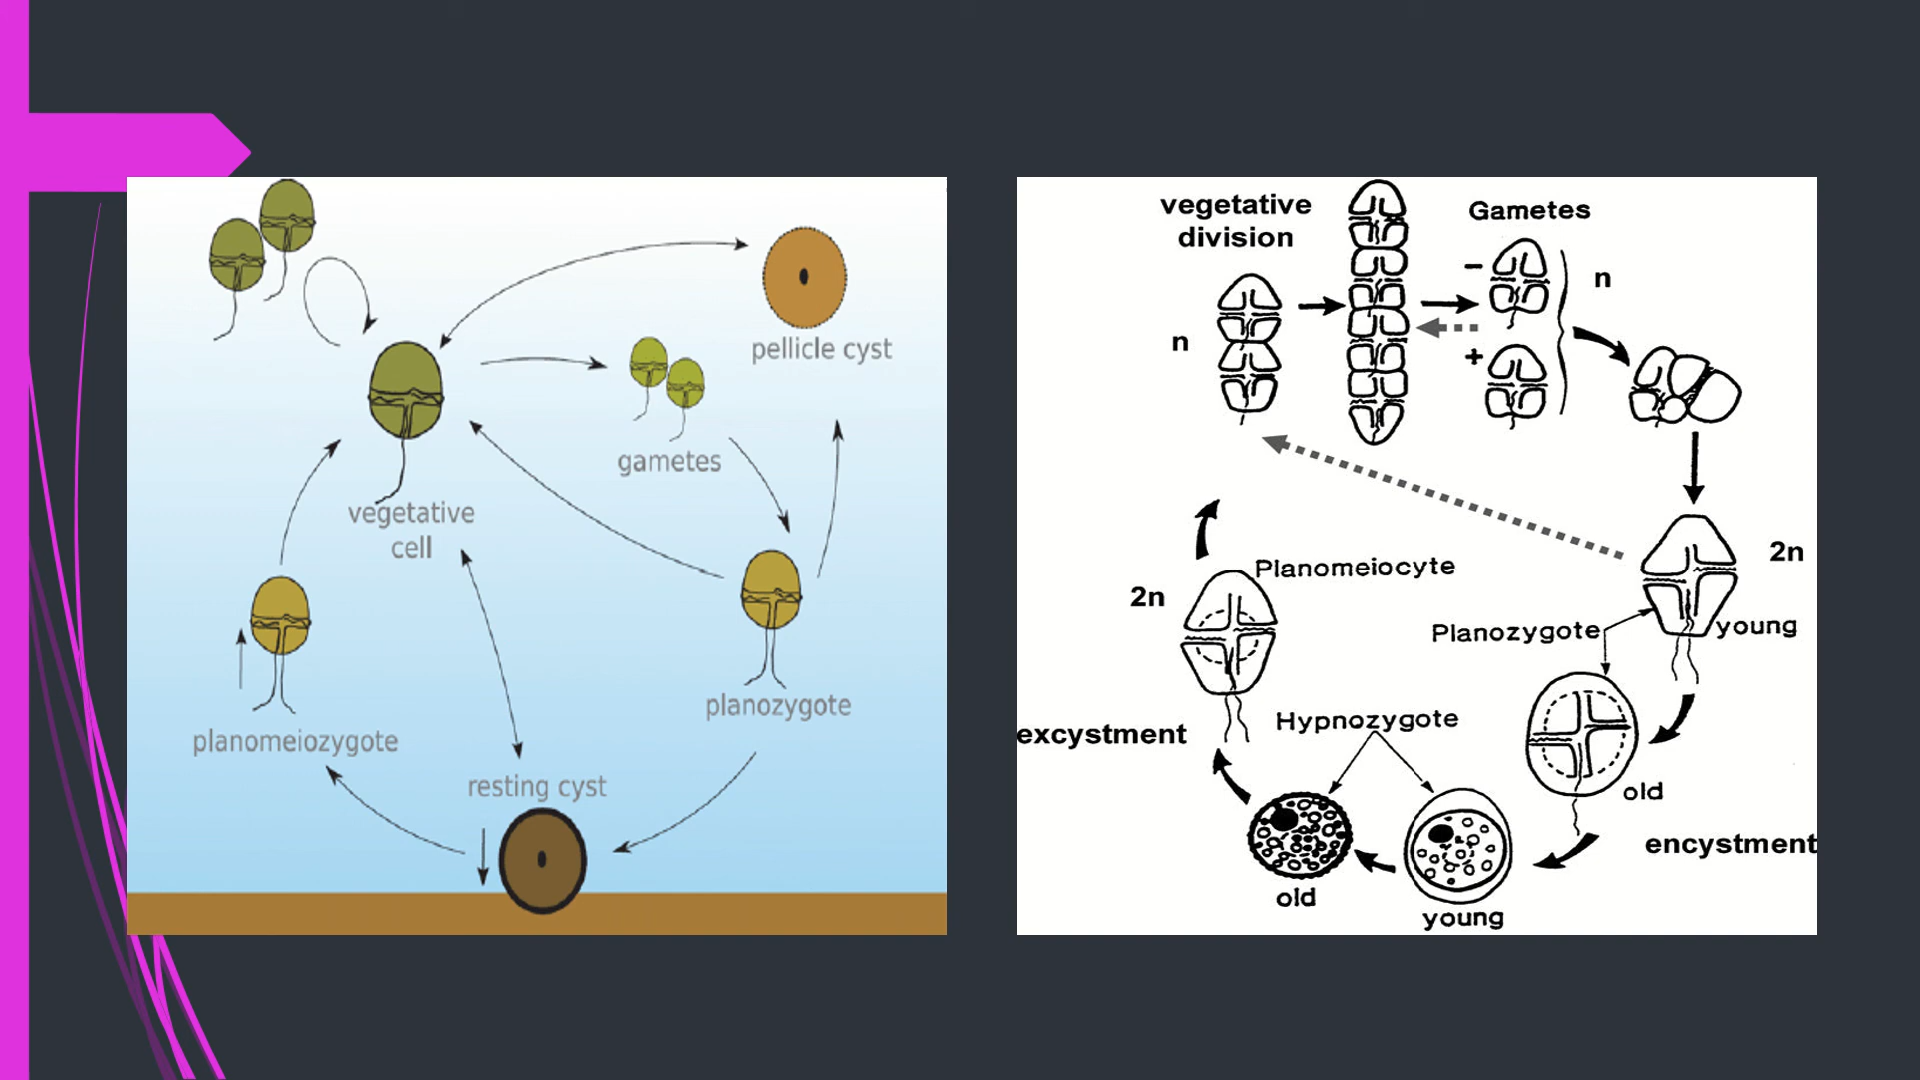 pellicle cyst
gametes
vegetative
cell
planozygote
planomeiozygote
resting cyst
vegetative
division
Gametes
−
n
n
+
2n
Planomeiocyte
2n
Planozygote
young
Hypnozygote
excystment
old
encystment
old
young